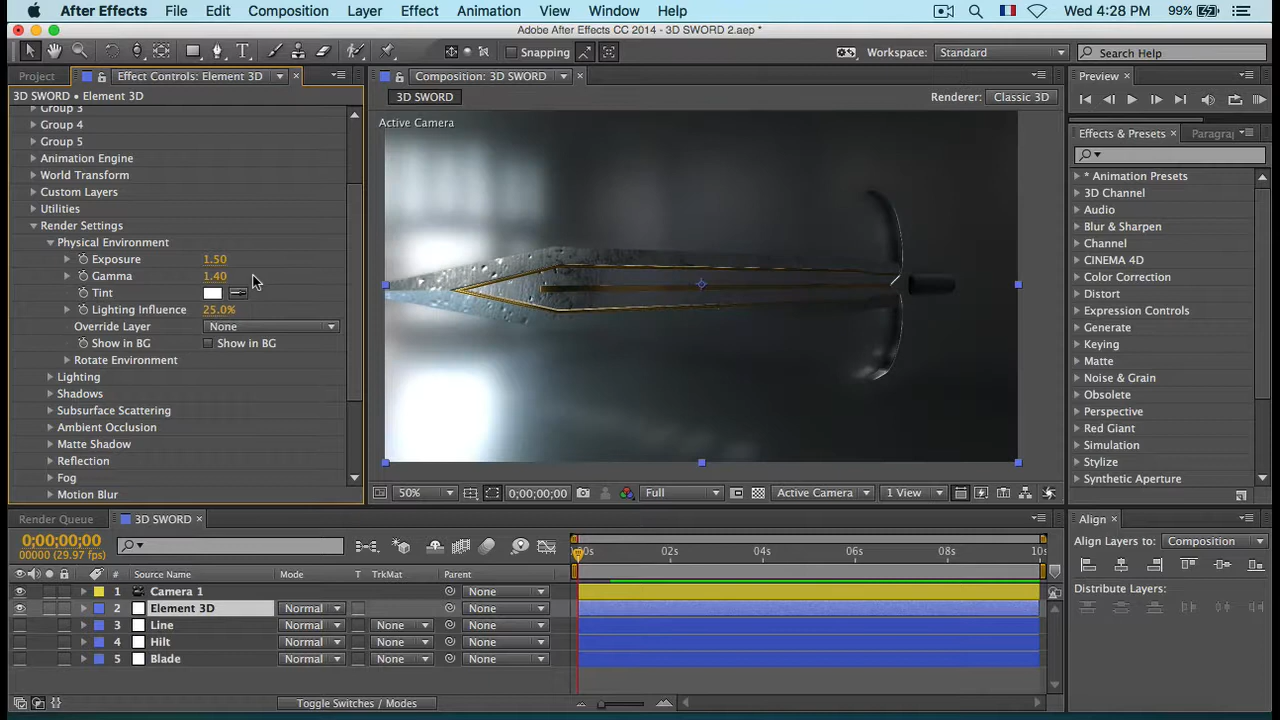 After Effects File Edit Composition Layer Effect Animation View Window Help Wed 4:28 PM 99%
Adobe After Effects CC 2014 - 3D SWORD 2.aep *
Snapping Workspace: Standard Search Help
Project Effect Controls: Element 3D Composition: 3D SWORD Preview
3D SWORD • Element 3D 3D SWORD Renderer: Classic 3D
Group 3
Active Camera
Group 4
Group 5
Animation Engine
World Transform
Custom Layers
Utilities
Render Settings
Physical Environment
Exposure 1.50
Gamma 1.40
Tint
Lighting Influence 25.0%
Override Layer None
Show in BG Show in BG
Rotate Environment
Lighting
Shadows
Subsurface Scattering
Ambient Occlusion
Matte Shadow
Reflection
Fog
Motion Blur
50% 0;00;00;00 Full Active Camera 1 View
Effects & Presets Paragra
* Animation Presets
3D Channel
Audio
Blur & Sharpen
Channel
CINEMA 4D
Color Correction
Distort
Expression Controls
Generate
Keying
Matte
Noise & Grain
Obsolete
Perspective
Red Giant
Simulation
Stylize
Synthetic Aperture
Render Queue 3D SWORD
0;00;00;00
00000 (29.97 fps)
:00s 02s 04s 06s 08s 10s
# Source Name Mode T TrkMat Parent
1 Camera 1 None
2 Element 3D Normal None
3 Line Normal None None
4 Hilt Normal None None
5 Blade Normal None None
Toggle Switches / Modes
Align
Align Layers to: Composition
Distribute Layers: